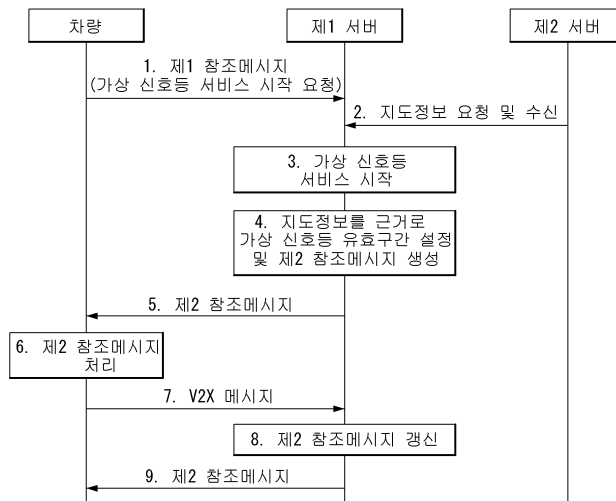 차량
제1 서버
제2 서버
1. 제1 참조메시지
(가상 신호등 서비스 시작 요청)
2. 지도정보 요청 및 수신
3. 가상 신호등
서비스 시작
4. 지도정보를 근거로
가상 신호등 유효구간 설정
및 제2 참조메시지 생성
5. 제2 참조메시지
6. 제2 참조메시지
처리
7. V2X 메시지
8. 제2 참조메시지 갱신
9. 제2 참조메시지